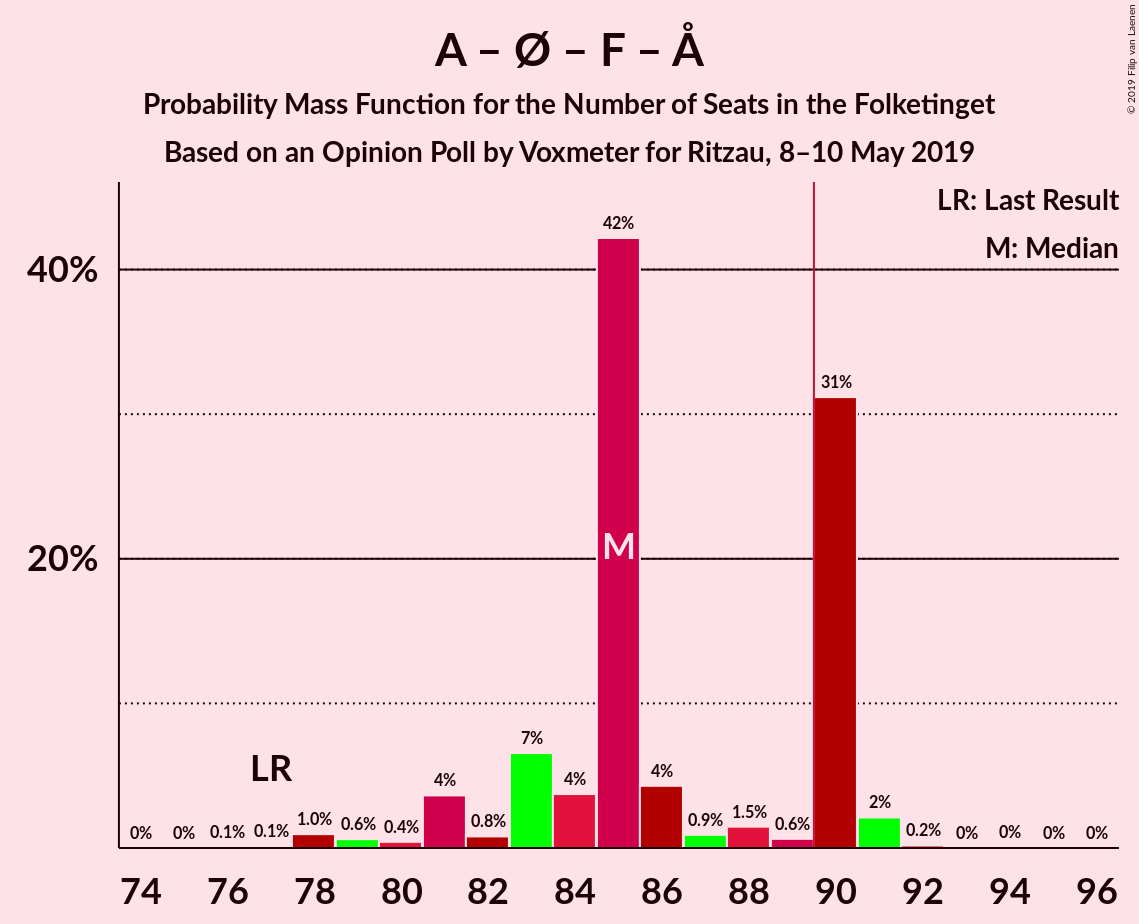 A – Ø – F – Å
Probability Mass Function for the Number of Seats in the Folketinget
Based on an Opinion Poll by Voxmeter for Ritzau, 8–10 May 2019
© 2019 Filip van Laenen
LR: Last Result
M: Median
40%
20%
LR
M
0% 0% 0.1% 0.1% 1.0% 0.6% 0.4% 4% 0.8% 7% 4% 42% 4% 0.9% 1.5% 0.6% 31% 2% 0.2% 0% 0% 0% 0%
74 76 78 80 82 84 86 88 90 92 94 96